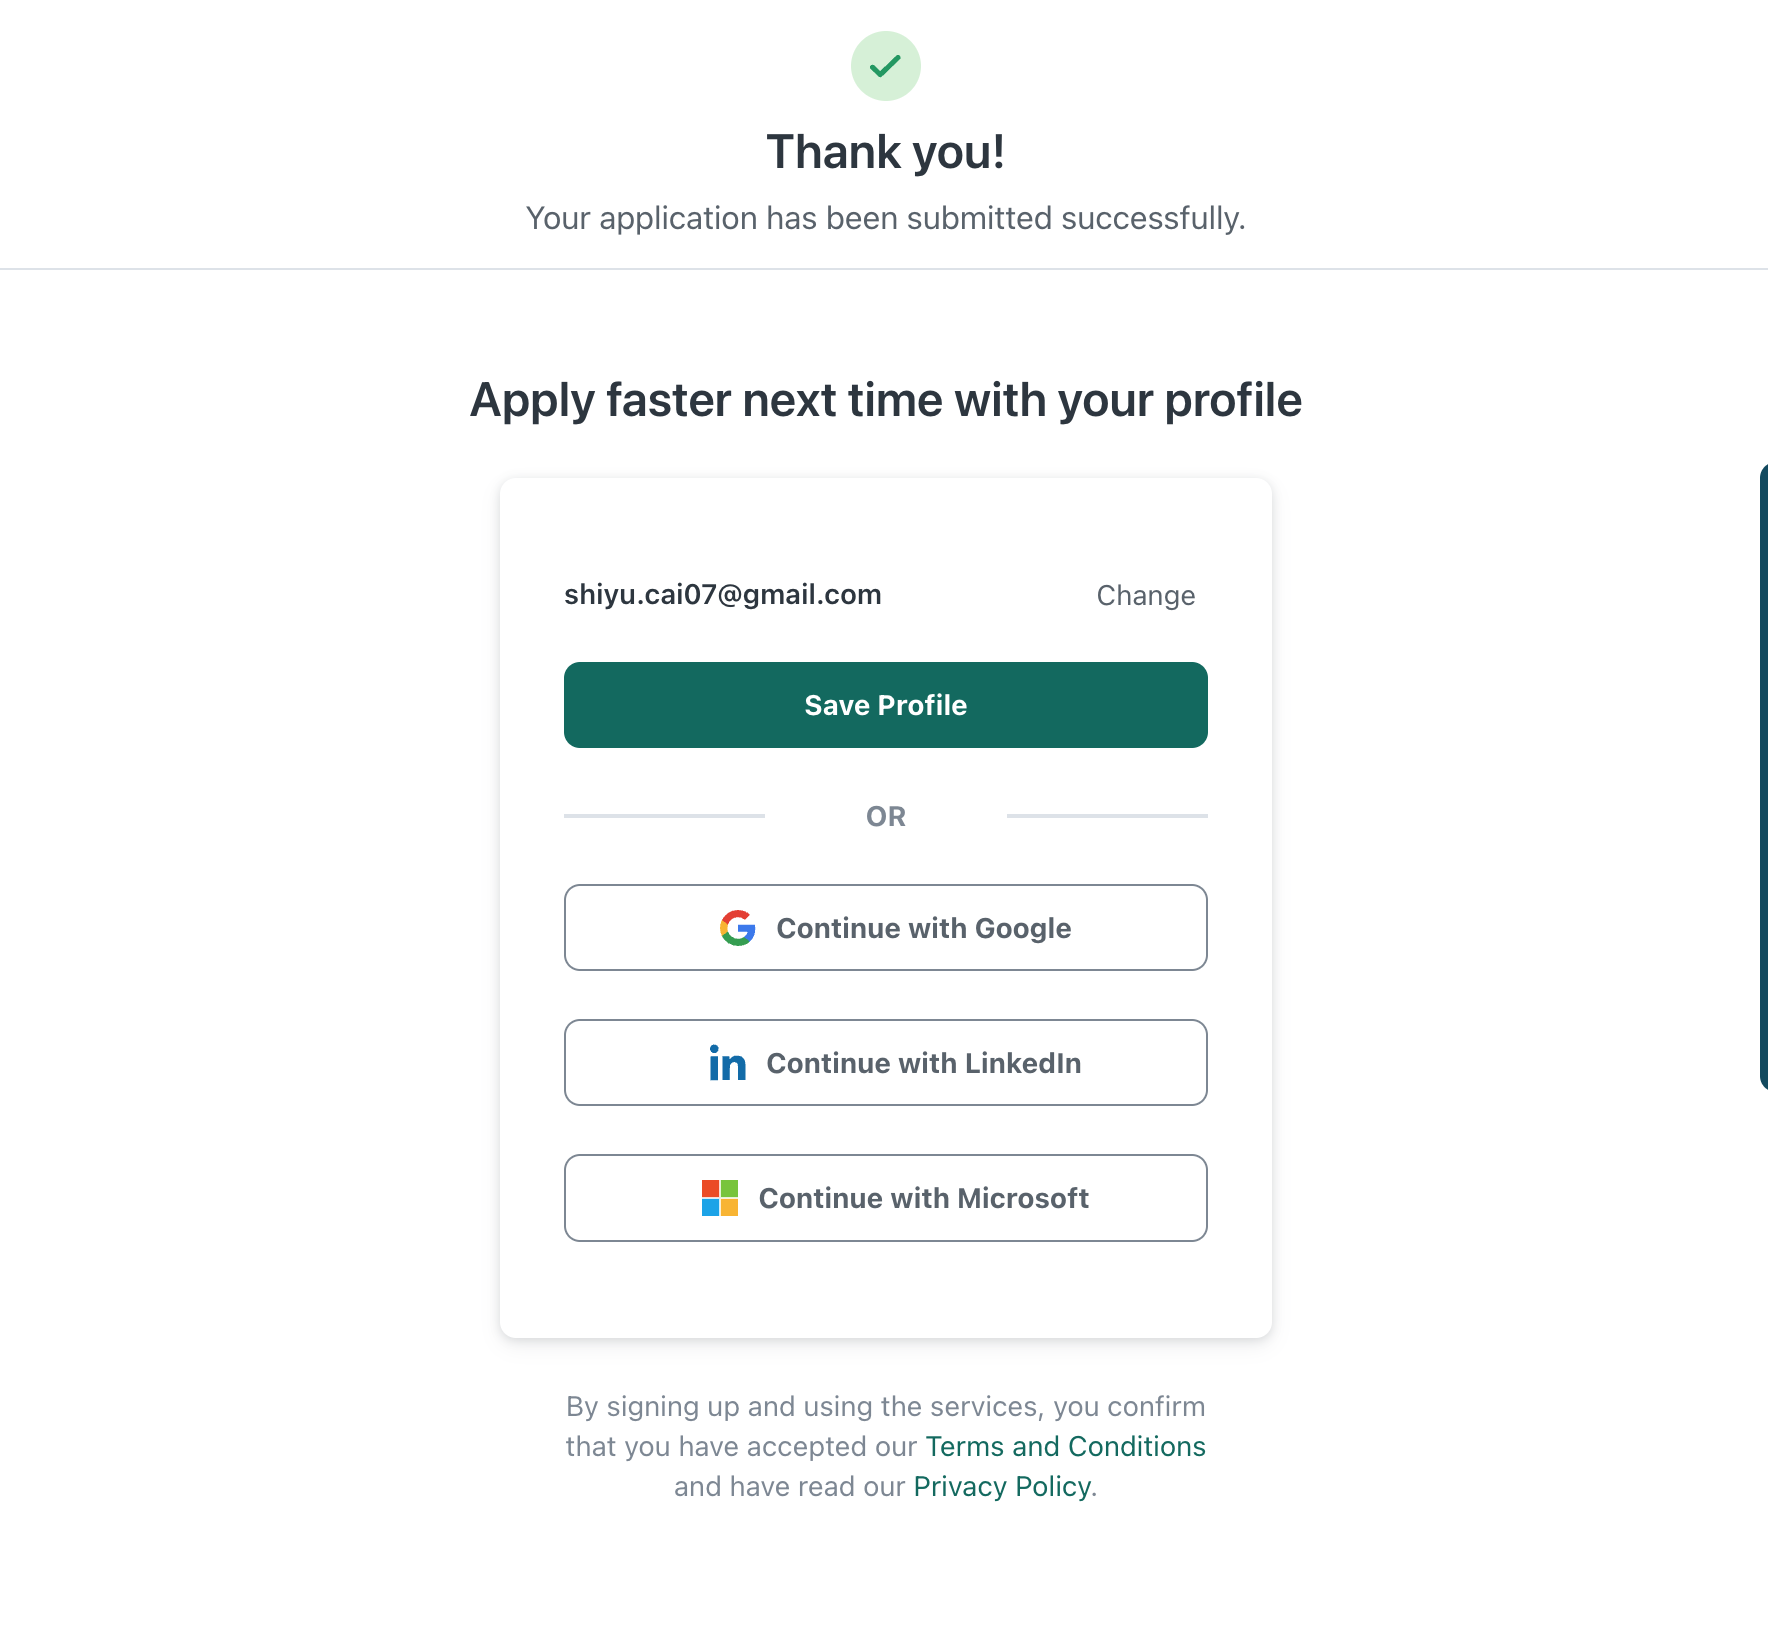 Thank you!
Your application has been submitted successfully.
Apply faster next time with your profile
shiyu.cai07@gmail.com
Change
Save Profile
OR
Continue with Google
Continue with LinkedIn
Continue with Microsoft
By signing up and using the services, you confirm
that you have accepted our Terms and Conditions
and have read our Privacy Policy.